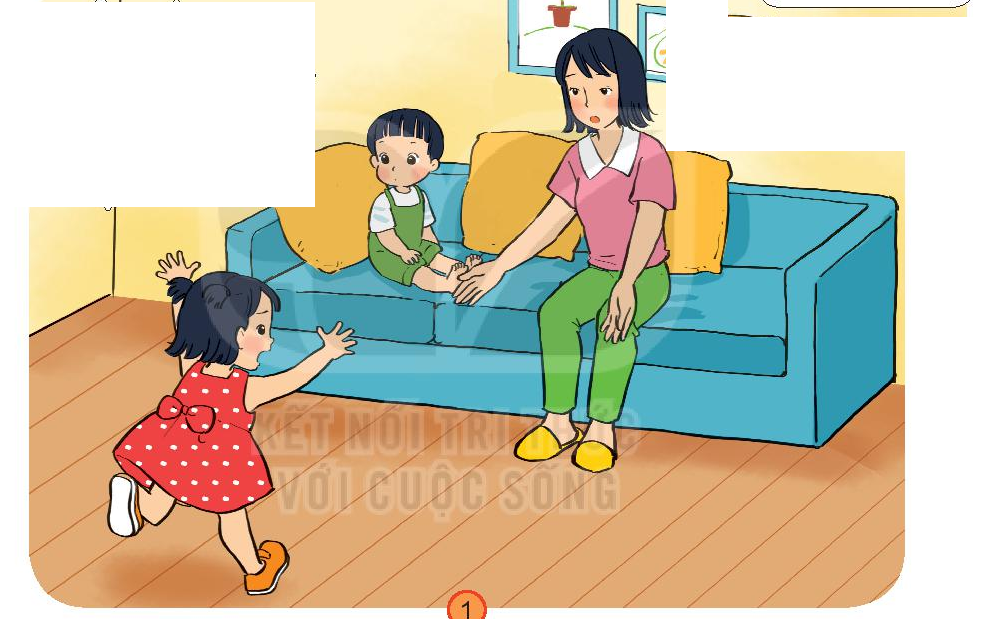 KẾT NỐI TRI THỨC
VỚI CUỘC SỐNG
1